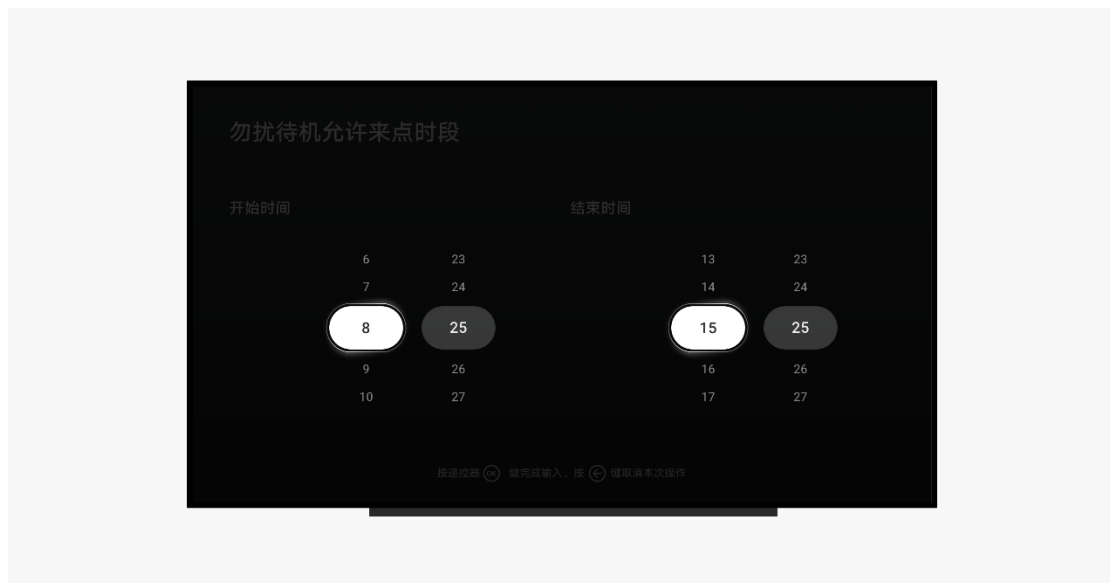 勿扰待机允许来点时段
开始时间 结束时间
6 23 13 23
7 24 14 24
8 25 15 25
9 26 16 26
10 27 17 27
按遥控器 OK 键完成输入，按 键取消本次操作